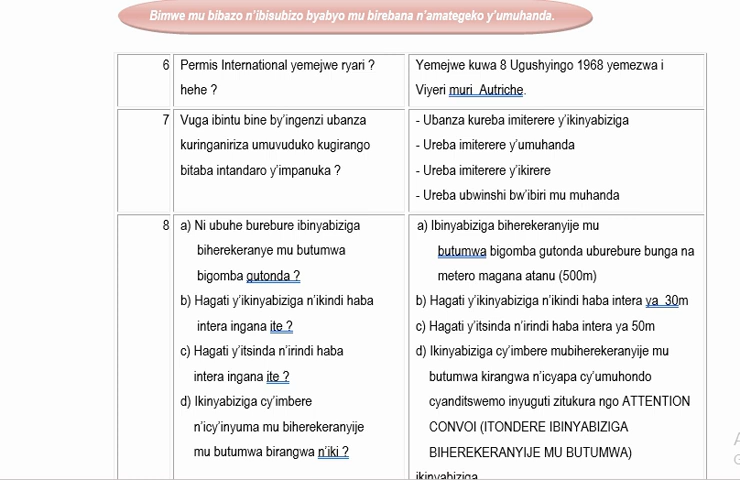 Bimwe mu bibazo n'ibisubizo byabyo mu birebana n'amategeko y'umuhanda.
6
Permis International yemejwe ryari ?
hehe ?
Yemejwe kuwa 8 Ugushyingo 1968 yemezwa i
Viyeri muri Autriche.
7
Vuga ibintu bine by'ingenzi ubanza
kuringaniriza umuvuduko kugirango
bitaba intandaro y'impanuka ?
- Ubanza kureba imiterere y'ikinyabiziga
- Ureba imiterere y'umuhanda
- Ureba imiterere y'ikirere
- Ureba ubwinshi bw'ibiri mu muhanda
8
a) Ni ubuhe burebure ibinyabiziga
biherekeranye mu butumwa
bigomba gutonda ?
b) Hagati y'ikinyabiziga n'ikindi haba
intera ingana ite ?
c) Hagati y'itsinda n'irindi haba
intera ingana ite ?
d) Ikinyabiziga cy'imbere
n'icy'inyuma mu biherekeranyije
mu butumwa birangwa n'iki ?
a) Ibinyabiziga biherekeranyije mu
butumwa bigomba gutonda uburebure bunga na
metero magana atanu (500m)
b) Hagati y'ikinyabiziga n'ikindi haba intera ya 30m
c) Hagati y'itsinda n'irindi haba intera ya 50m
d) Ikinyabiziga cy'imbere mubiherekeranyije mu
butumwa kirangwa n'icyapa cy'umuhondo
cyanditswemo inyuguti zitukura ngo ATTENTION
CONVOI (ITONDERE IBINYABIZIGA
BIHEREKERANYIJE MU BUTUMWA)
ikinyabiziga